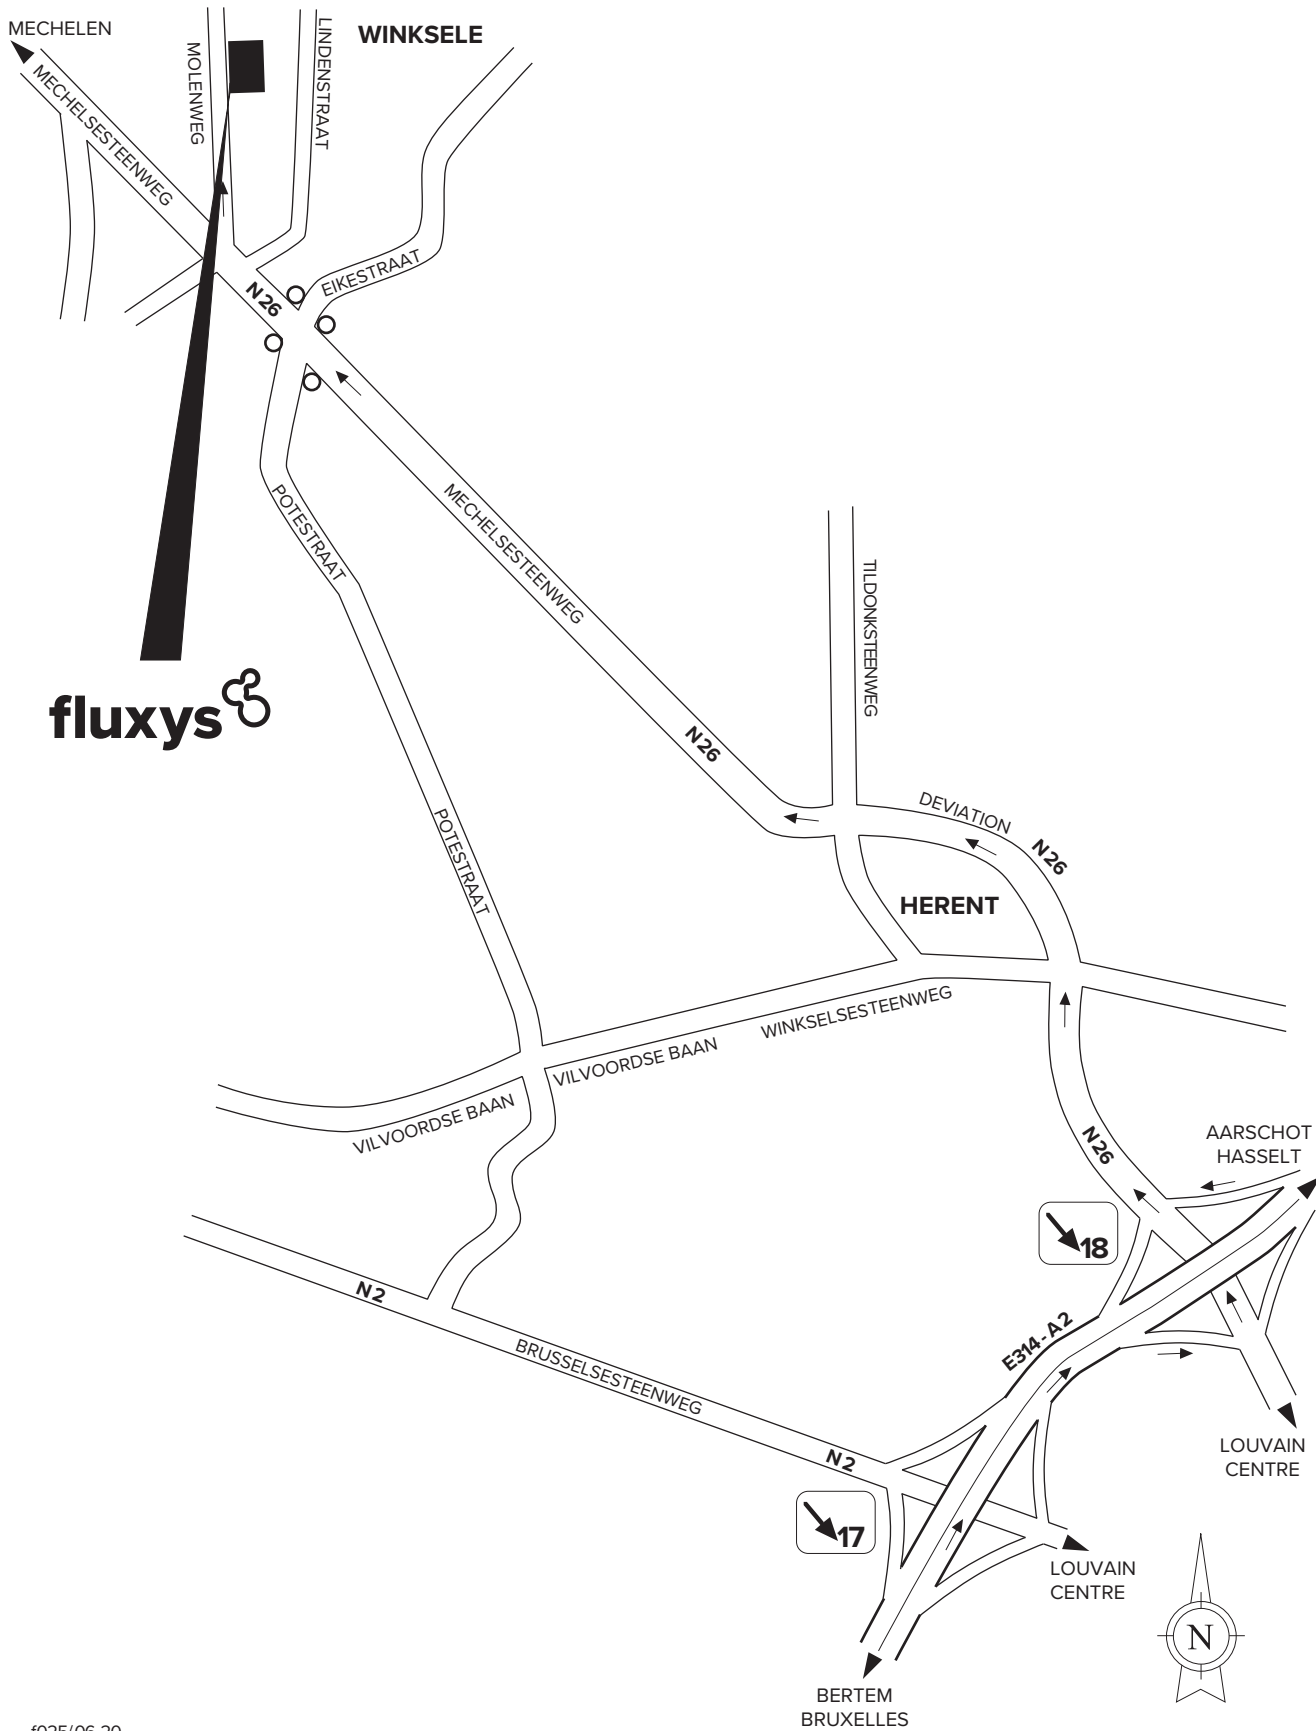 MECHELEN
WINKSELE
MOLENWEG
LINDENSTRAAT
MECHELSESTEENWEG
EIKESTRAAT
N26
POTESTRAAT
MECHELSESTEENWEG
TILDONKSTEENWEG
fluxys
N26
DEVIATION
N26
POTESTRAAT
HERENT
WINKSELSESTEENWEG
VILVOORDSE BAAN
VILVOORDSE BAAN
N26
AARSCHOT
HASSELT
18
N2
E314-A2
BRUSSELSESTEENWEG
LOUVAIN
CENTRE
N2
17
LOUVAIN
CENTRE
N
BERTEM
BRUXELLES